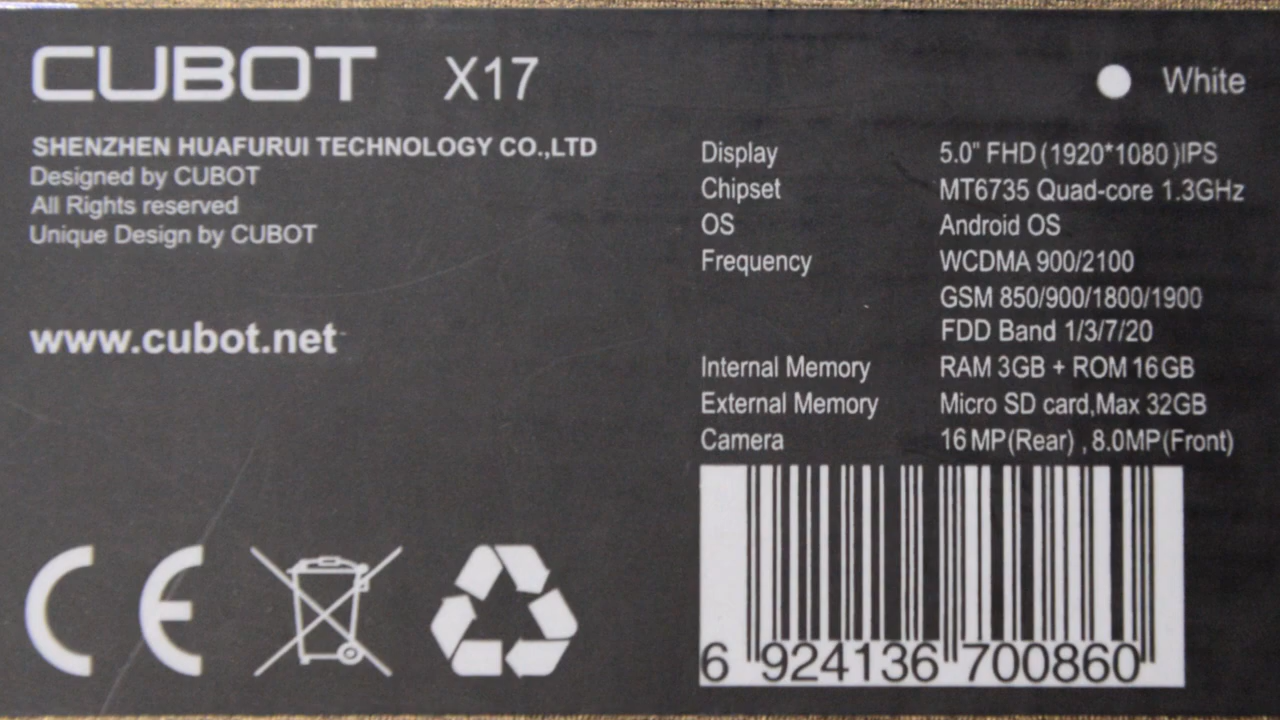 CUBOT X17
White
SHENZHEN HUAFURUI TECHNOLOGY CO.,LTD
Designed by CUBOT
All Rights reserved
Unique Design by CUBOT
www.cubot.net
Display 5.0" FHD (1920*1080)IPS
Chipset MT6735 Quad-core 1.3GHz
OS Android OS
Frequency WCDMA 900/2100
GSM 850/900/1800/1900
FDD Band 1/3/7/20
Internal Memory RAM 3GB + ROM 16GB
External Memory Micro SD card,Max 32GB
Camera 16MP(Rear) , 8.0MP(Front)
CE
6 924136 700860